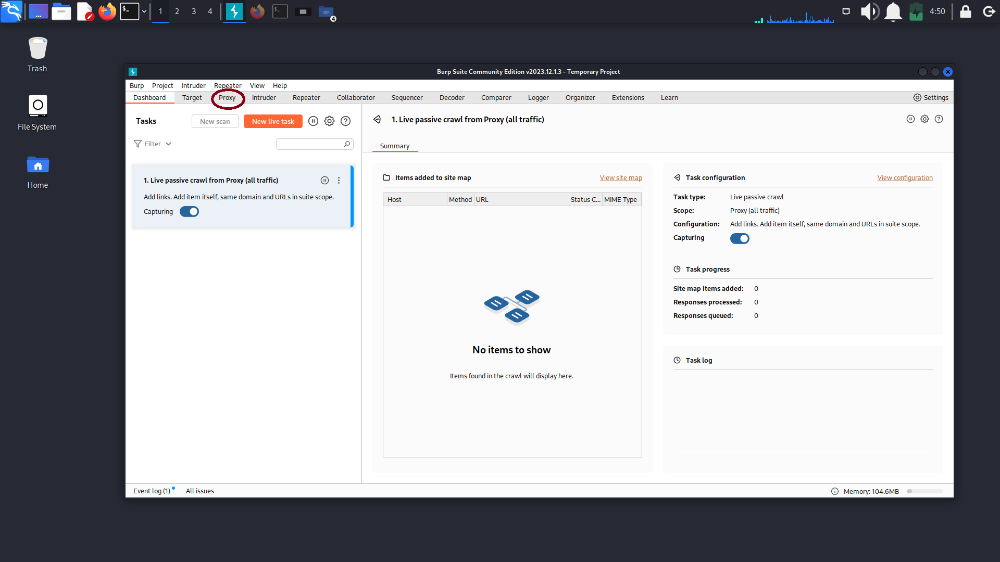 1 2 3 4
4
4:50
Trash
File System
Home
Burp Suite Community Edition v2023.12.1.3 - Temporary Project
Burp Project Intruder Repeater View Help
Dashboard Target Proxy Intruder Repeater Collaborator Sequencer Decoder Comparer Logger Organizer Extensions Learn Settings
Tasks New scan New live task
Filter
1. Live passive crawl from Proxy (all traffic)
Add links. Add item itself, same domain and URLs in suite scope.
Capturing
1. Live passive crawl from Proxy (all traffic)
Summary
Items added to site map View site map
Host Method URL Status C... MIME Type
No items to show
Items found in the crawl will display here.
Task configuration View configuration
Task type: Live passive crawl
Scope: Proxy (all traffic)
Configuration: Add links. Add item itself, same domain and URLs in suite scope.
Capturing
Task progress
Site map items added: 0
Responses processed: 0
Responses queued: 0
Task log
Event log (1) All issues
Memory: 104.6MB